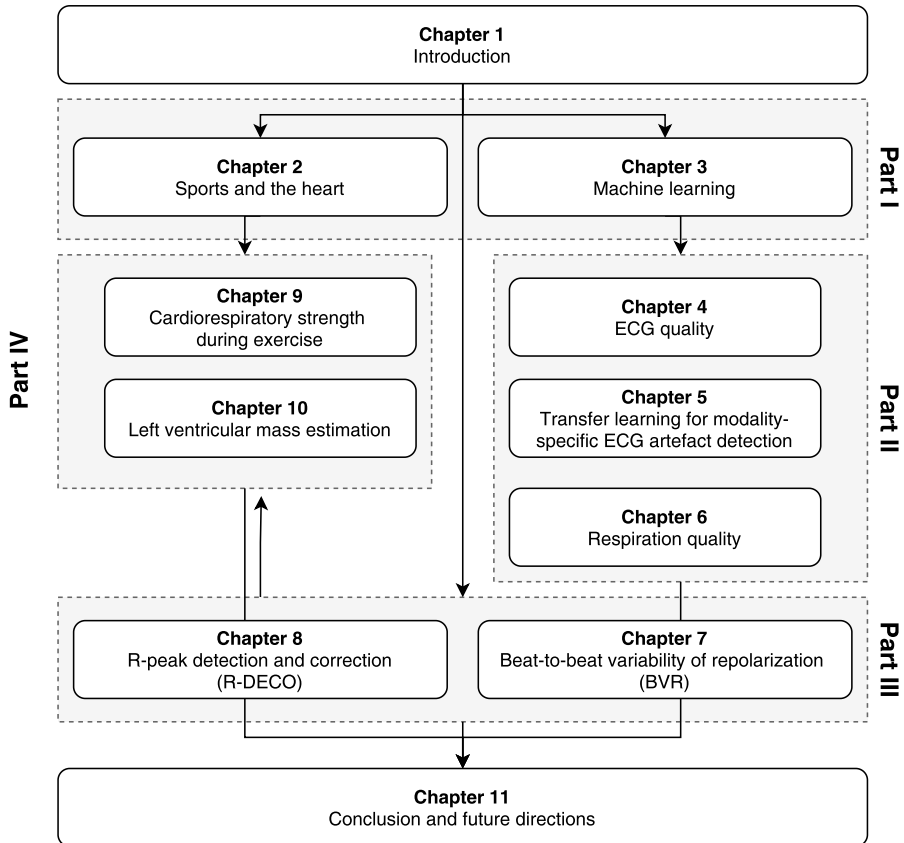 Chapter 1
Introduction
Chapter 2
Sports and the heart
Chapter 3
Machine learning
Part I
Chapter 9
Cardiorespiratory strength
during exercise
Chapter 10
Left ventricular mass estimation
Part IV
Chapter 4
ECG quality
Chapter 5
Transfer learning for modality-
specific ECG artefact detection
Chapter 6
Respiration quality
Part II
Chapter 8
R-peak detection and correction
(R-DECO)
Chapter 7
Beat-to-beat variability of repolarization
(BVR)
Part III
Chapter 11
Conclusion and future directions